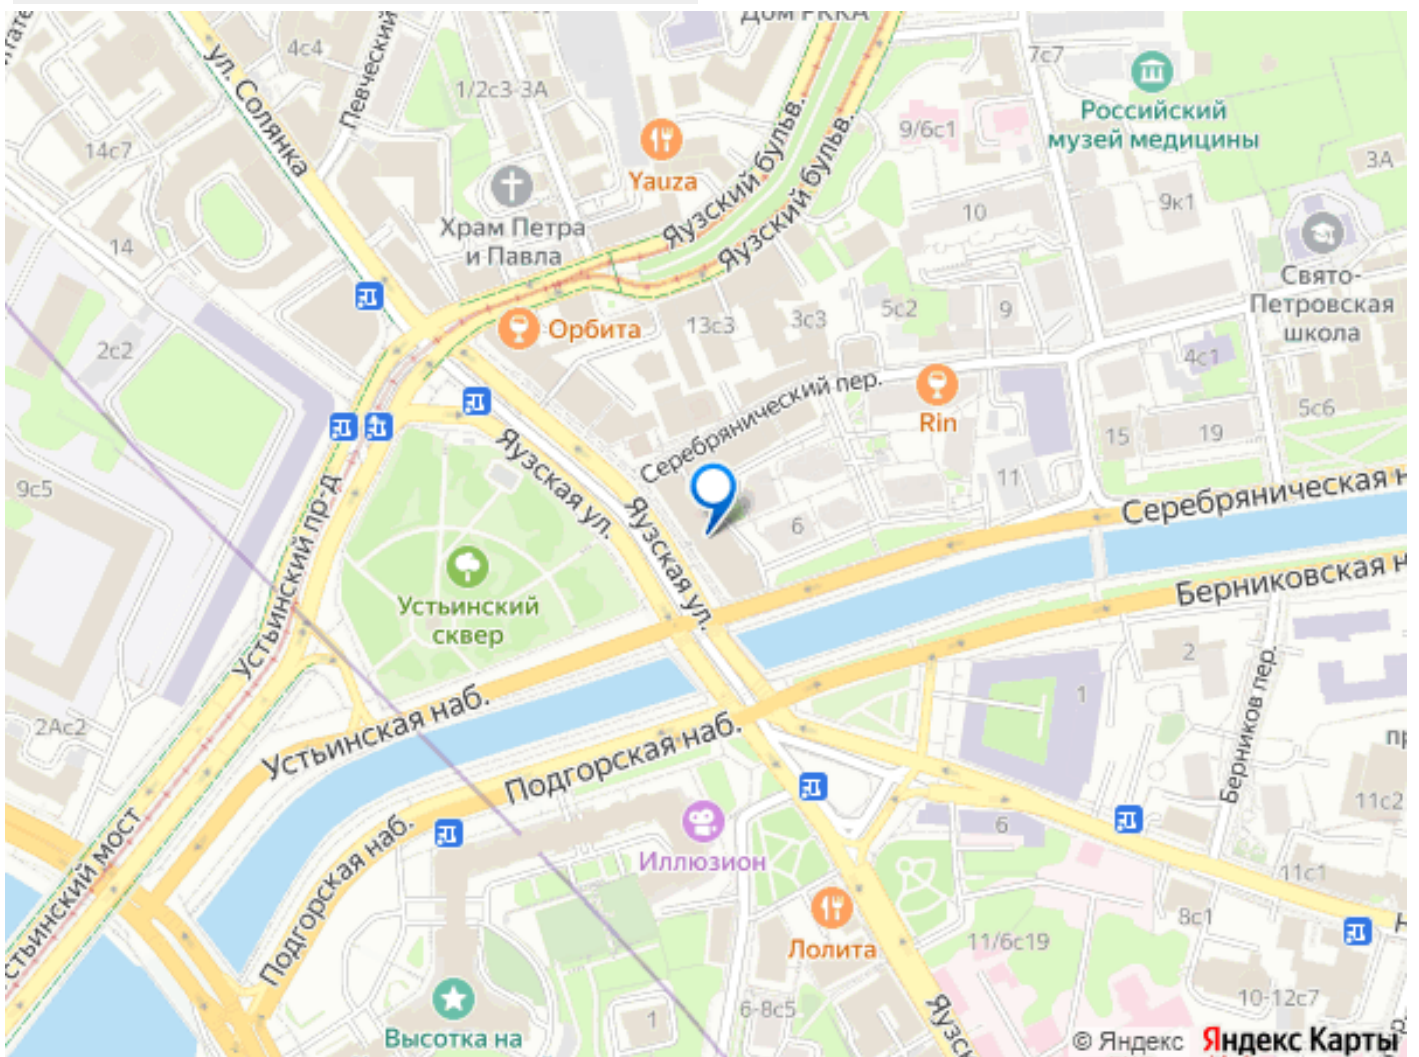 Дом РККА
4с4
ул. Солянка
Певческий
1/2с3-3А
7с7
Российский
музей медицины
9/6с1
3А
14с7
Yauza
Яузский бульв.
Яузский бульв.
10
9к1
Храм Петра
и Павла
14
Свято-
Петровская
школа
2с2
Орбита
13с3
3с3
5с2
9
4с1
Серебрянический пер.
Rin
5с6
15
19
Яузская ул.
Яузская ул.
11
9с5
Устьинский пр-д
6
Серебряническая н
Берниковская н
Устьинский
сквер
2
1
Берников пер.
2Ас2
Устьинская наб.
Подгорская наб.
Подгорская наб.
11с2
6
Иллюзион
стьинский мост
11с1
8с1
Лолита
11/6с19
10-12с7
6-8с5
1
Яузск
Высотка на
© Яндекс Яндекс Карты